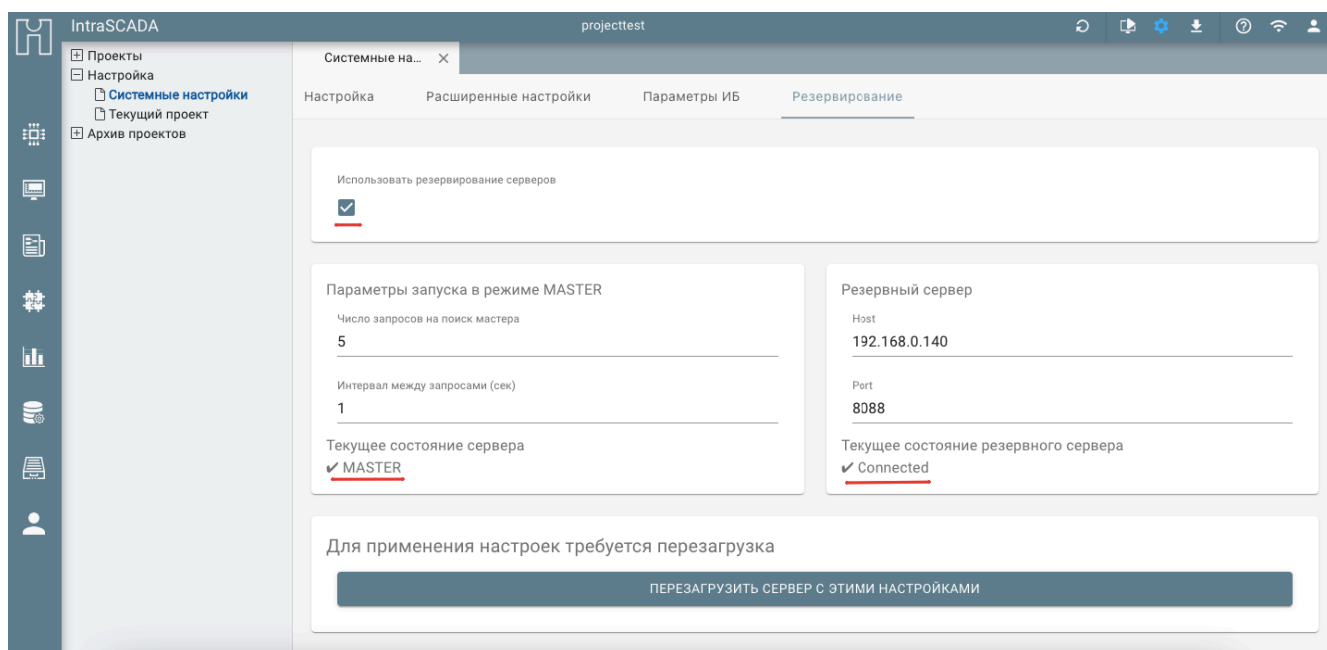 IntraSCADA
projecttest
Проекты
Настройка
Системные настройки
Текущий проект
Архив проектов
Системные на...
Настройка
Расширенные настройки
Параметры ИБ
Резервирование
Использовать резервирование серверов
Параметры запуска в режиме MASTER
Число запросов на поиск мастера
5
Интервал между запросами (сек)
1
Текущее состояние сервера
✔ MASTER
Резервный сервер
Host
192.168.0.140
Port
8088
Текущее состояние резервного сервера
✔ Connected
Для применения настроек требуется перезагрузка
ПЕРЕЗАГРУЗИТЬ СЕРВЕР С ЭТИМИ НАСТРОЙКАМИ